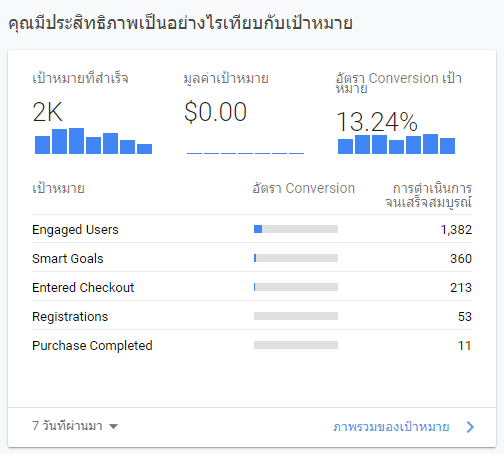 คุณมีประสิทธิภาพเป็นอย่างไรเทียบกับเป้าหมาย
เป้าหมายที่สำเร็จ
2K
มูลค่าเป้าหมาย
$0.00
อัตรา Conversion เป้า
หมาย
13.24%
เป้าหมาย อัตรา Conversion การดำเนินการ
จนเสร็จสมบูรณ์
Engaged Users 1,382
Smart Goals 360
Entered Checkout 213
Registrations 53
Purchase Completed 11
7 วันที่ผ่านมา ภาพรวมของเป้าหมาย